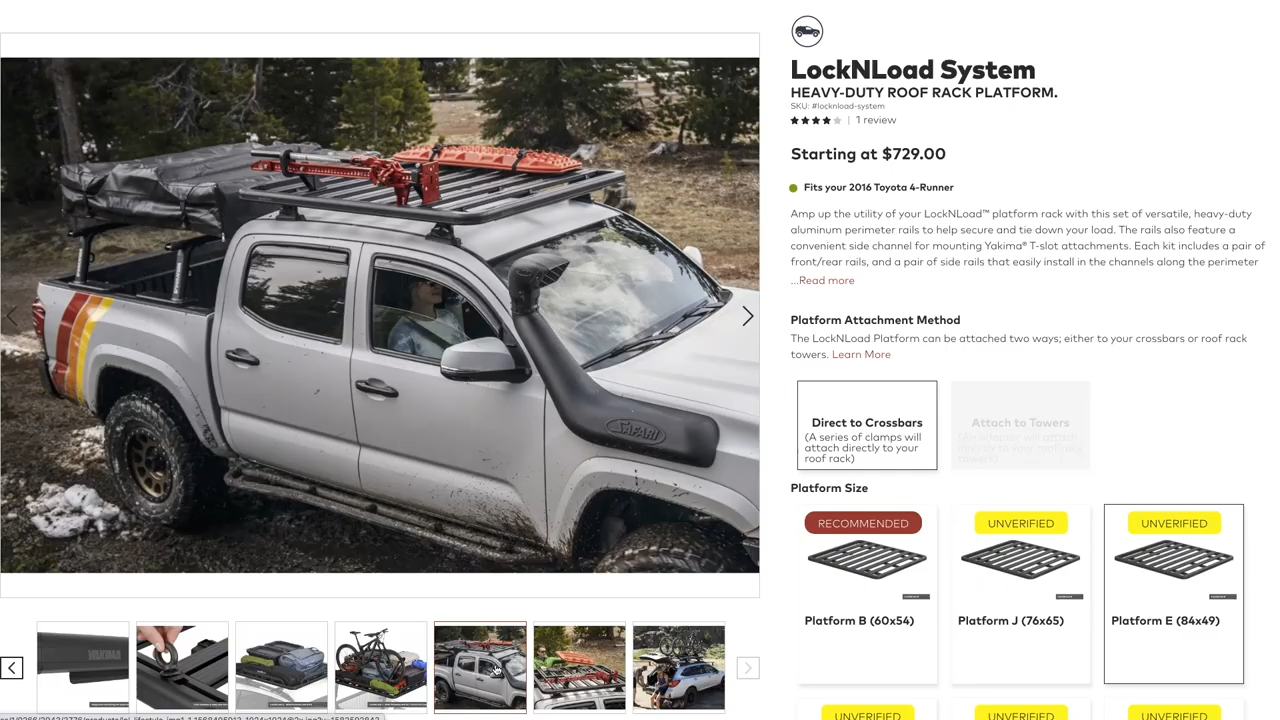 LockNLoad System
HEAVY-DUTY ROOF RACK PLATFORM.
SKU: #locknload-system
1 review
Starting at $729.00
Fits your 2016 Toyota 4-Runner
Amp up the utility of your LockNLoad™ platform rack with this set of versatile, heavy-duty
aluminum perimeter rails to help secure and tie down your load. The rails also feature a
convenient side channel for mounting Yakima® T-slot attachments. Each kit includes a pair of
front/rear rails, and a pair of side rails that easily install in the channels along the perimeter
...Read more
Platform Attachment Method
The LockNLoad Platform can be attached two ways; either to your crossbars or roof rack
towers. Learn More
Direct to Crossbars
(A series of clamps will
attach directly to your
roof rack)
Attach to Towers
(An adapter will attach
directly to your roof rack
towers)
Platform Size
RECOMMENDED
UNVERIFIED
UNVERIFIED
Platform B (60x54)
Platform J (76x65)
Platform E (84x49)
UNVERIFIED
UNVERIFIED
UNVERIFIED
SAFARI
YAKIMA